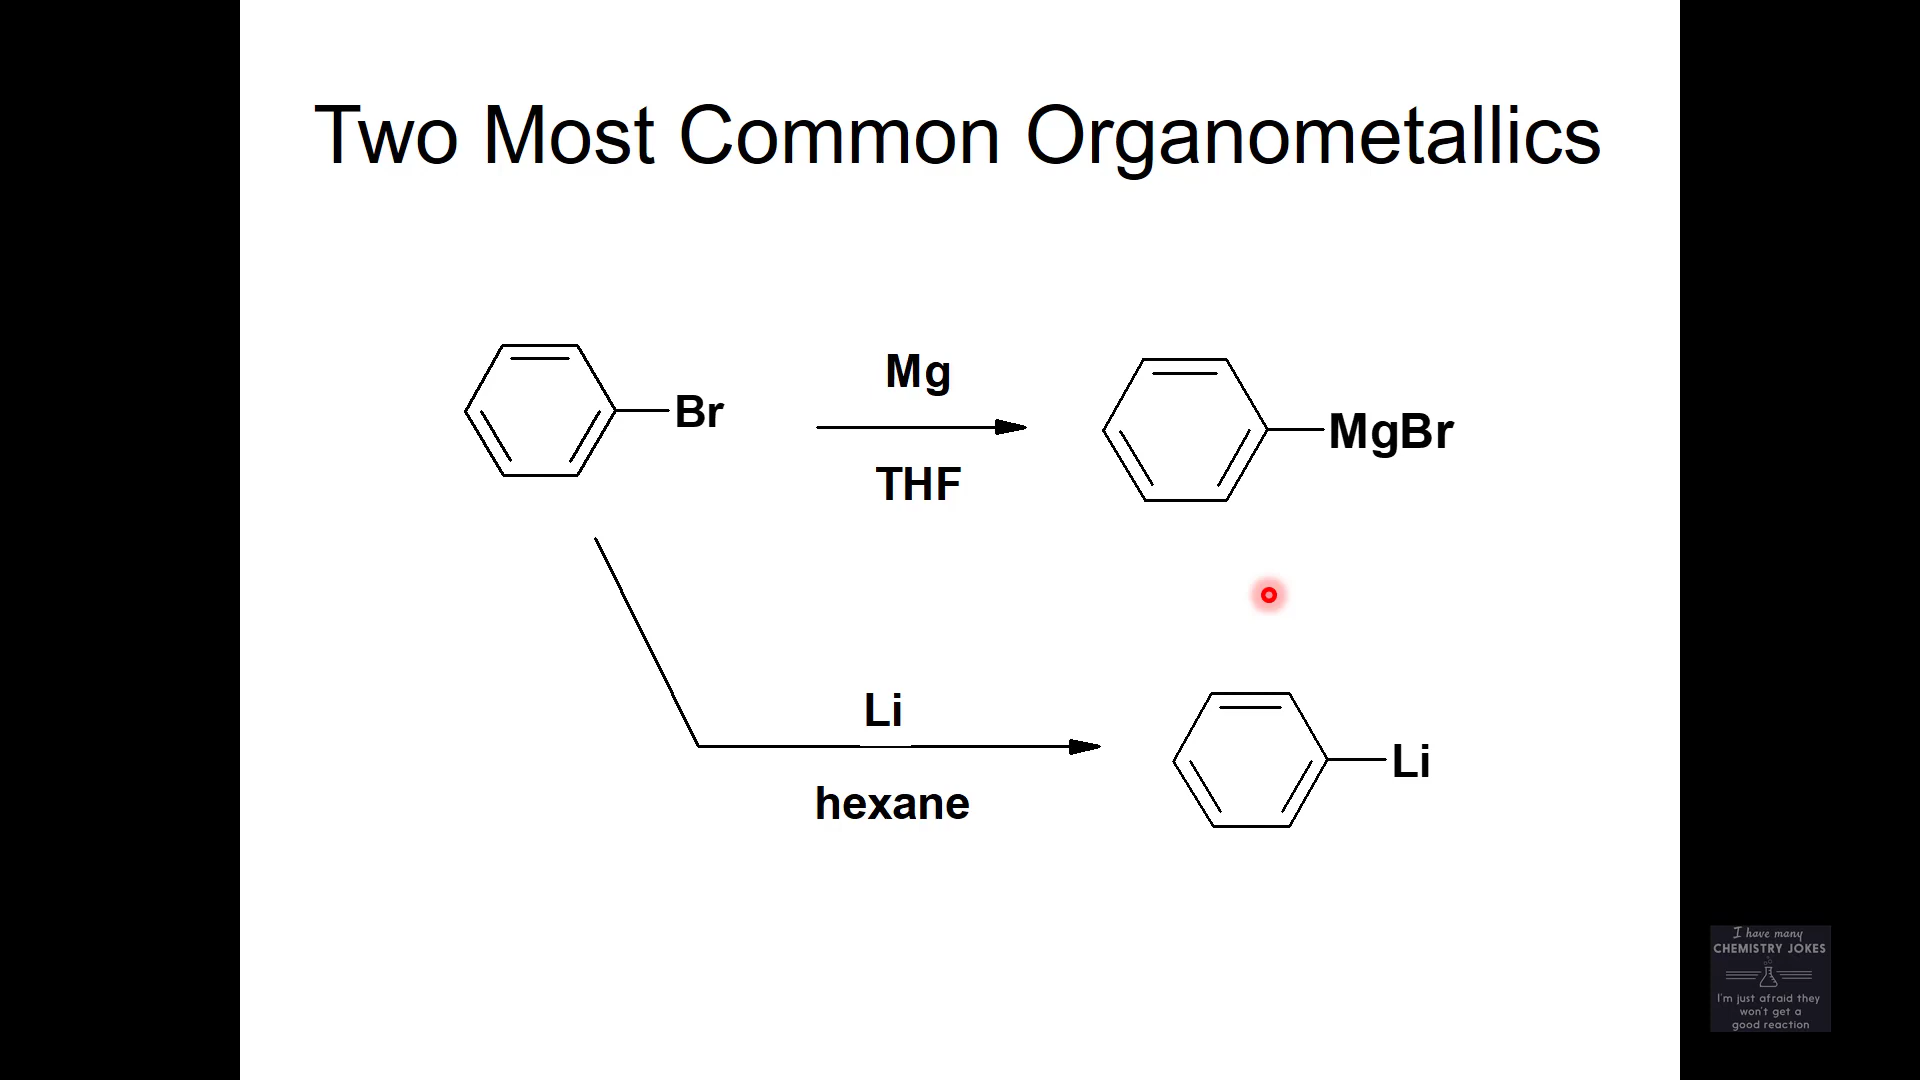 Two Most Common Organometallics
Mg
Br
MgBr
THF
Li
Li
hexane
I have many
CHEMISTRY JOKES
I'm just afraid they
won't get a
good reaction